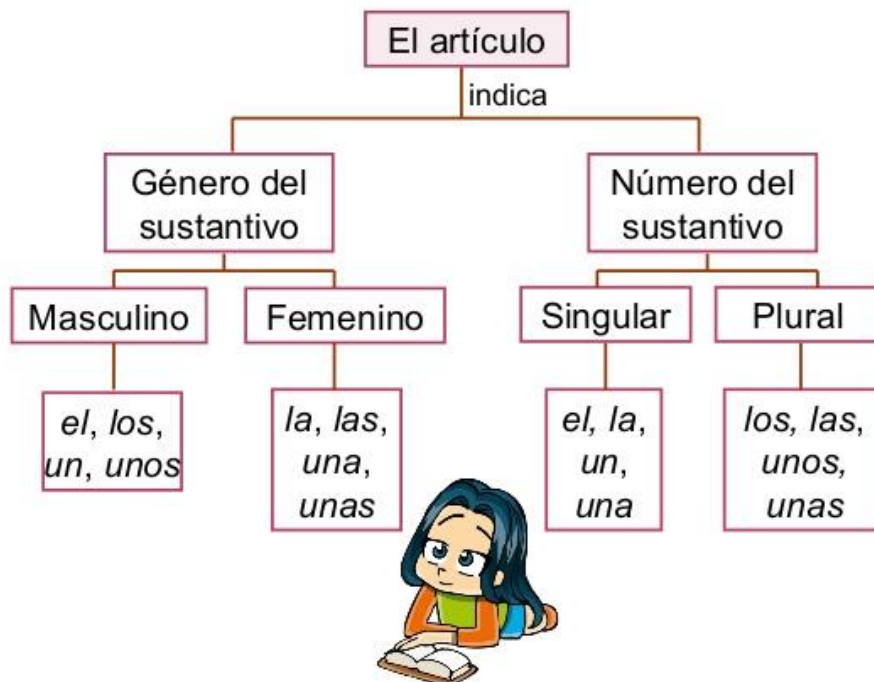 El artículo
indica
Género del
sustantivo
Número del
sustantivo
Masculino
Femenino
Singular
Plural
el, los,
un, unos
la, las,
una,
unas
el, la,
un,
una
los, las,
unos,
unas